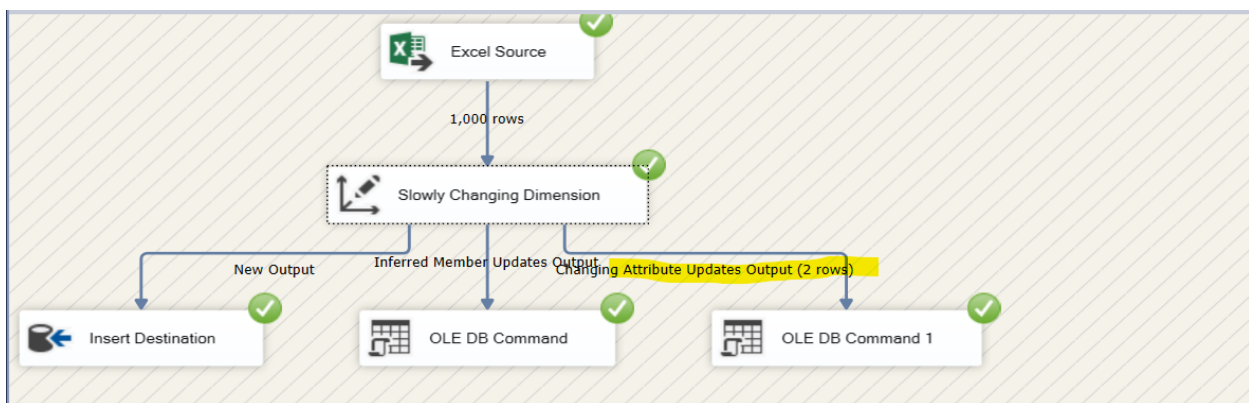 Excel Source
1,000 rows
Slowly Changing Dimension
New Output
Inferred Member Updates Output
Changing Attribute Updates Output (2 rows)
Insert Destination
OLE DB Command
OLE DB Command 1